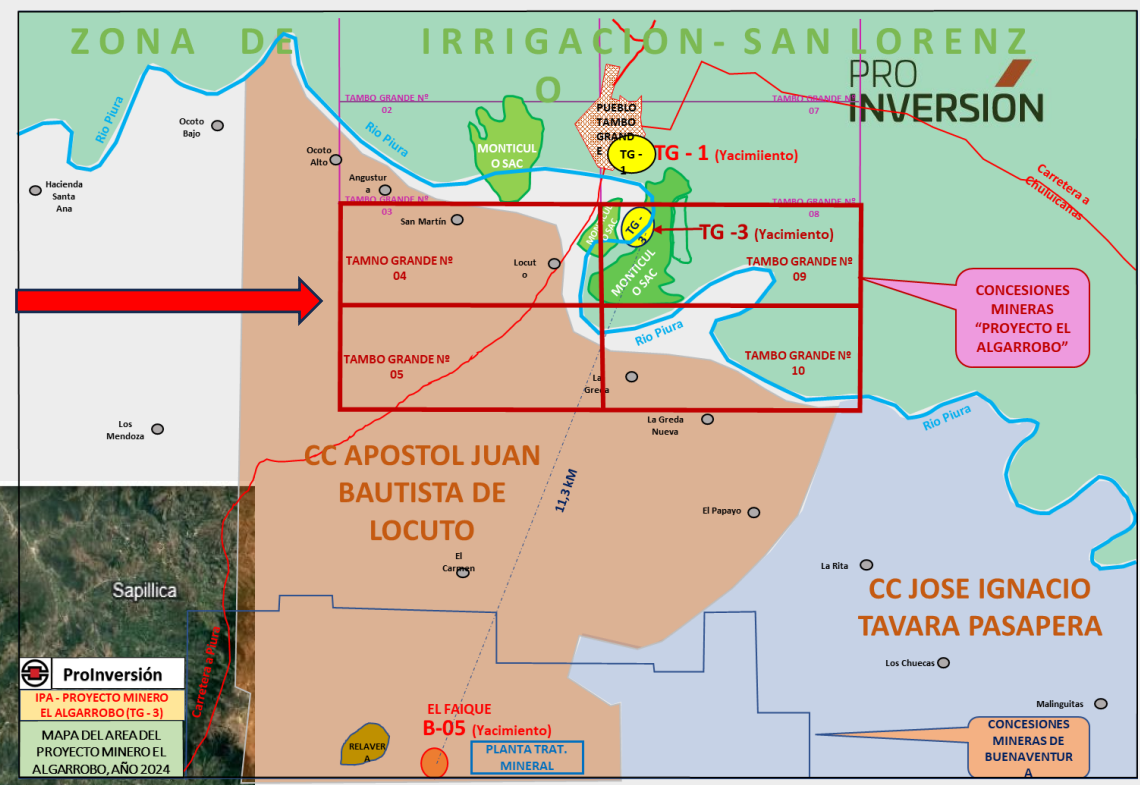 ZONA DE IRRIGACION- SAN LORENZ
O
PRO
INVERSIÓN
TAMBO GRANDE Nº
02
TAMBO GRANDE Nº
07
Rio Piura
Ocoto
Bajo
Rio Piura
PUEBLO
TAMBO
GRAND
E
MONTICUL
O SAC
TG -
1
TG - 1 (Yacimiiento)
Ocoto
Alto
Angustur
a
Hacienda
Santa
Ana
Carretera a
Chulucanas
TAMBO GRANDE Nº
03
TAMBO GRANDE Nº
08
San Martín
MONTICUL
O SAC
TG -
3
TG -3 (Yacimiento)
TAMNO GRANDE Nº
04
Locut
o
MONTICUL
O SAC
TAMBO GRANDE Nº
09
CONCESIONES
MINERAS
“PROYECTO EL
ALGARROBO”
Rio Piura
TAMBO GRANDE Nº
05
TAMBO GRANDE Nº
10
La
Greda
La Greda
Nueva
Rio Piura
Los
Mendoza
CC APOSTOL JUAN
BAUTISTA DE
LOCUTO
11,3 kM
El Papayo
El
Carmen
La Rita
Sapillica
CC JOSE IGNACIO
TAVARA PASAPERA
Los Chuecas
Malinguitas
Carretera a Piura
ProInversión
IPA - PROYECTO MINERO
EL ALGARROBO (TG - 3)
MAPA DEL AREA DEL
PROYECTO MINERO EL
ALGARROBO, AÑO 2024
EL FAIQUE
B-05 (Yacimiento)
RELAVER
A
PLANTA TRAT.
MINERAL
CONCESIONES
MINERAS DE
BUENAVENTUR
A